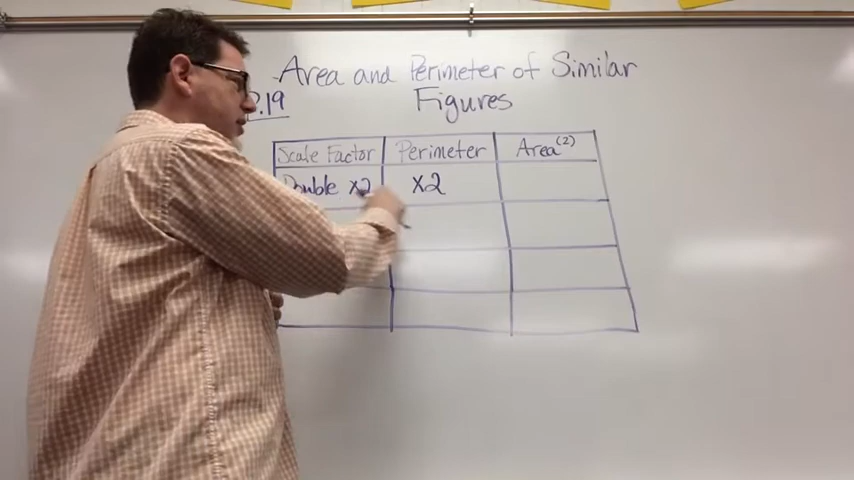 Area and Perimeter of Similar
Figures
.19
Scale Factor Perimeter Area(2)
Double x2 x2